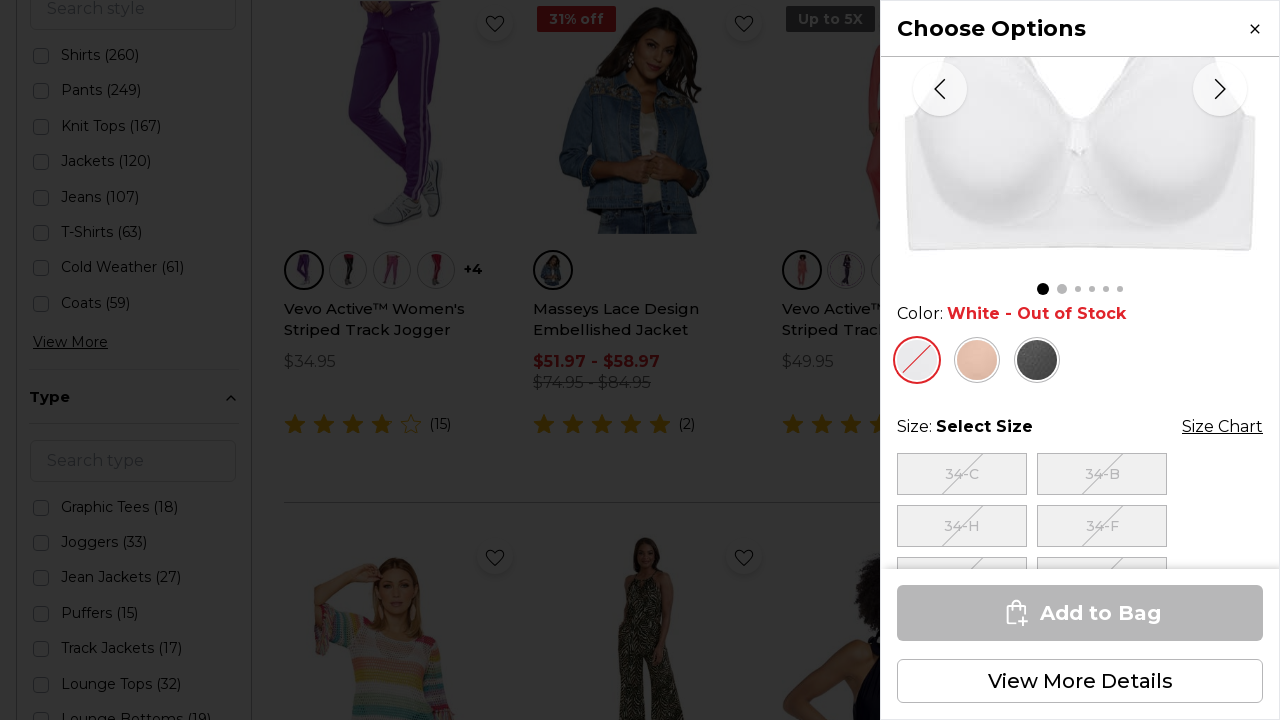 Search style
Shirts (260)
Pants (249)
Knit Tops (167)
Jackets (120)
Jeans (107)
T-Shirts (63)
Cold Weather (61)
Coats (59)
View More
Type
Search type
Graphic Tees (18)
Joggers (33)
Jean Jackets (27)
Puffers (15)
Track Jackets (17)
Lounge Tops (32)
Lounge Bottoms (19)
+4
Vevo Active™ Women's
Striped Track Jogger
$34.95
(15)
31% off
Masseys Lace Design
Embellished Jacket
$51.97 - $58.97
$74.95 - $84.95
(2)
Up to 5X
Vevo Active™
Striped Trac
$49.95
Choose Options
Color: White - Out of Stock
Size: Select Size
Size Chart
34-C
34-B
34-H
34-F
Add to Bag
View More Details